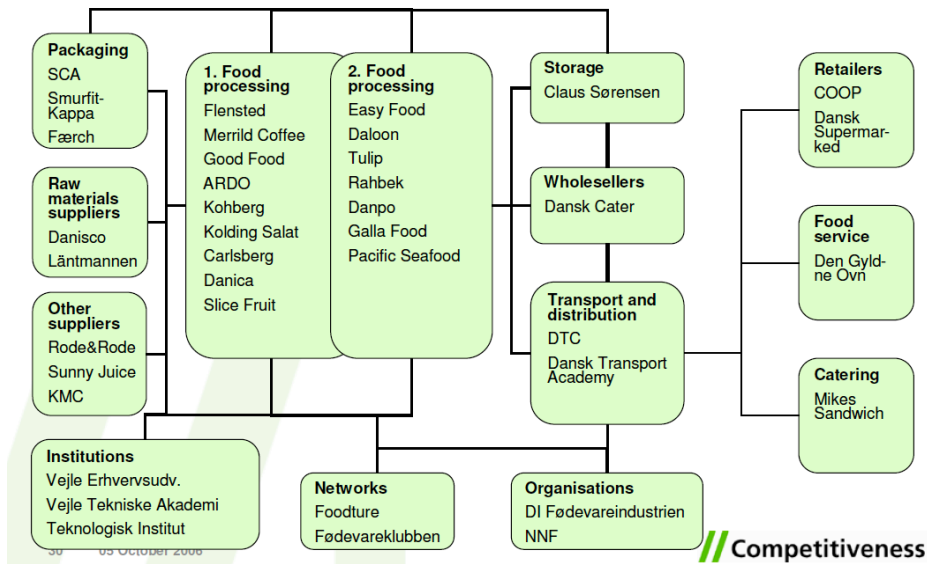 Packaging
SCA
Smurfit-
Kappa
Færch
Raw
materials
suppliers
Danisco
Läntmannen
Other
suppliers
Rode&Rode
Sunny Juice
KMC
1. Food
processing
Flensted
Merrild Coffee
Good Food
ARDO
Kohberg
Kolding Salat
Carlsberg
Danica
Slice Fruit
2. Food
processing
Easy Food
Daloon
Tulip
Rahbek
Danpo
Galla Food
Pacific Seafood
Storage
Claus Sørensen
Wholesellers
Dansk Cater
Transport and
distribution
DTC
Dansk Transport
Academy
Retailers
COOP
Dansk
Supermar-
ked
Food
service
Den Gyld-
ne Ovn
Catering
Mikes
Sandwich
Institutions
Vejle Erhvervsudv.
Vejle Tekniske Akademi
Teknologisk Institut
Networks
Foodture
Fødevareklubben
Organisations
DI Fødevareindustrien
NNF
30 05 October 2006
Competitiveness